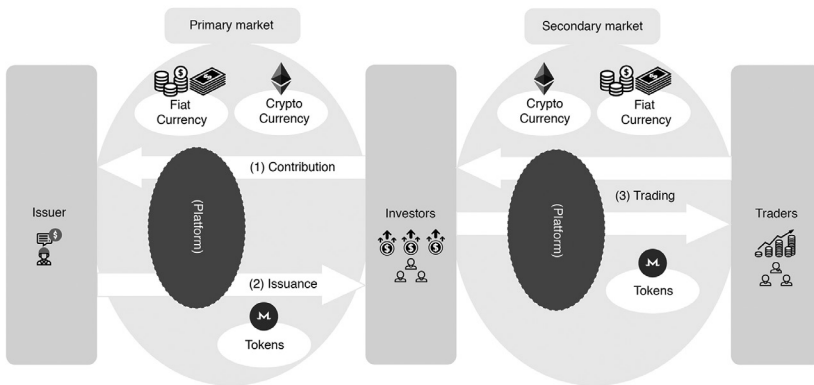 Primary market
Secondary market
Fiat
Currency
Crypto
Currency
Crypto
Currency
Fiat
Currency
(1) Contribution
(Platform)
(2) Issuance
Tokens
Issuer
Investors
(3) Trading
(Platform)
Tokens
Traders